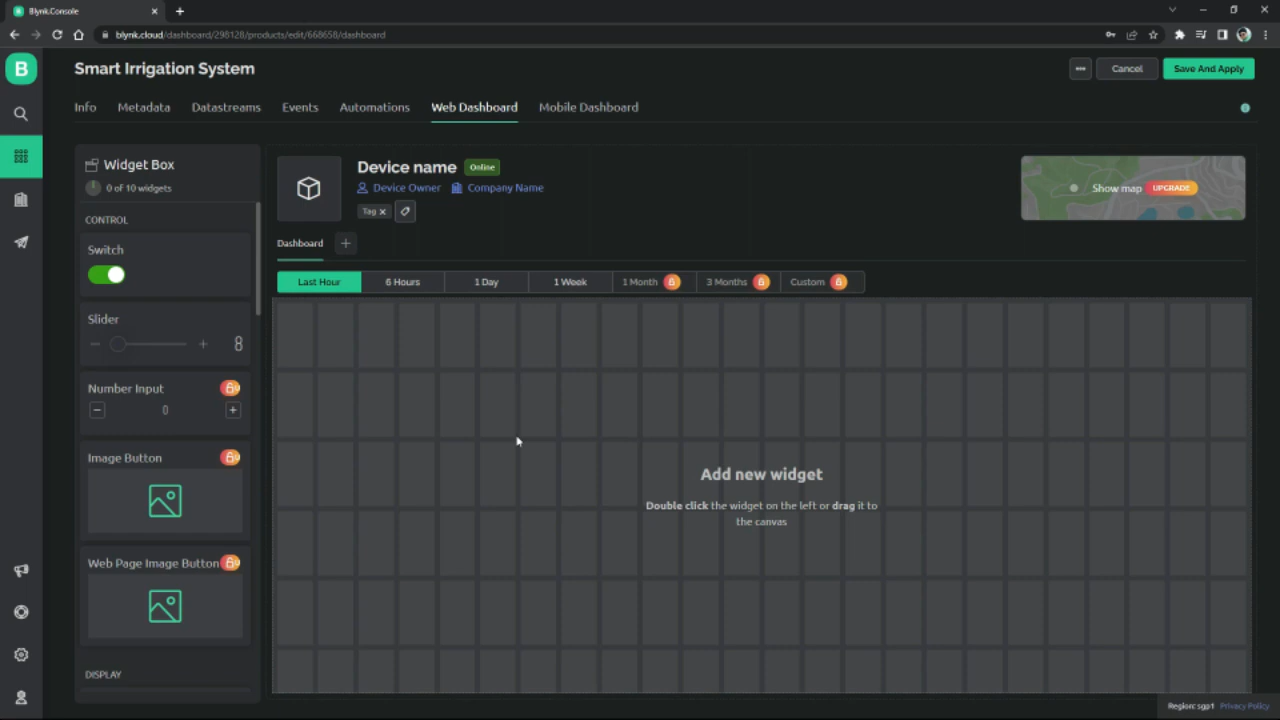 Blynk.Console
blynk.cloud/dashboard/298128/products/edit/668658/dashboard
B
Smart Irrigation System
Cancel
Save And Apply
Info
Metadata
Datastreams
Events
Automations
Web Dashboard
Mobile Dashboard
Widget Box
0 of 10 widgets
CONTROL
Switch
Slider
8
Number Input
0
Image Button
Web Page Image Button
DISPLAY
Device name
Online
Device Owner
Company Name
Tag
Show map
UPGRADE
Dashboard
Last Hour
6 Hours
1 Day
1 Week
1 Month
3 Months
Custom
Add new widget
Double click the widget on the left or drag it to
the canvas
Region: sgp1
Privacy Policy